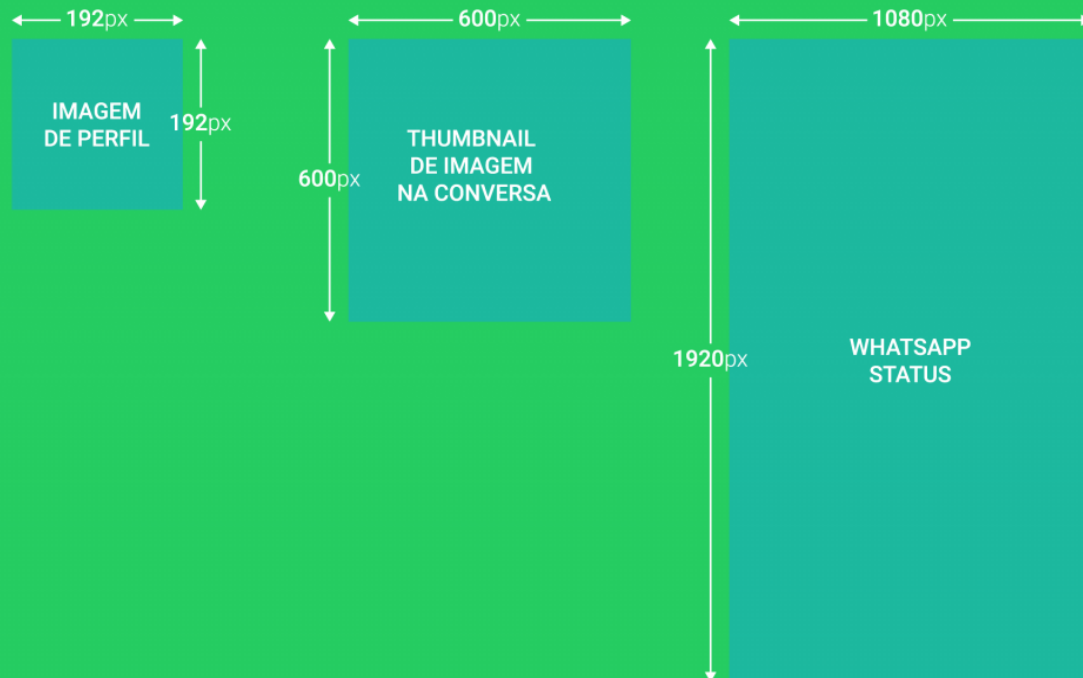 192px
600px
1080px
IMAGEM
DE PERFIL
192px
THUMBNAIL
DE IMAGEM
NA CONVERSA
600px
1920px
WHATSAPP
STATUS